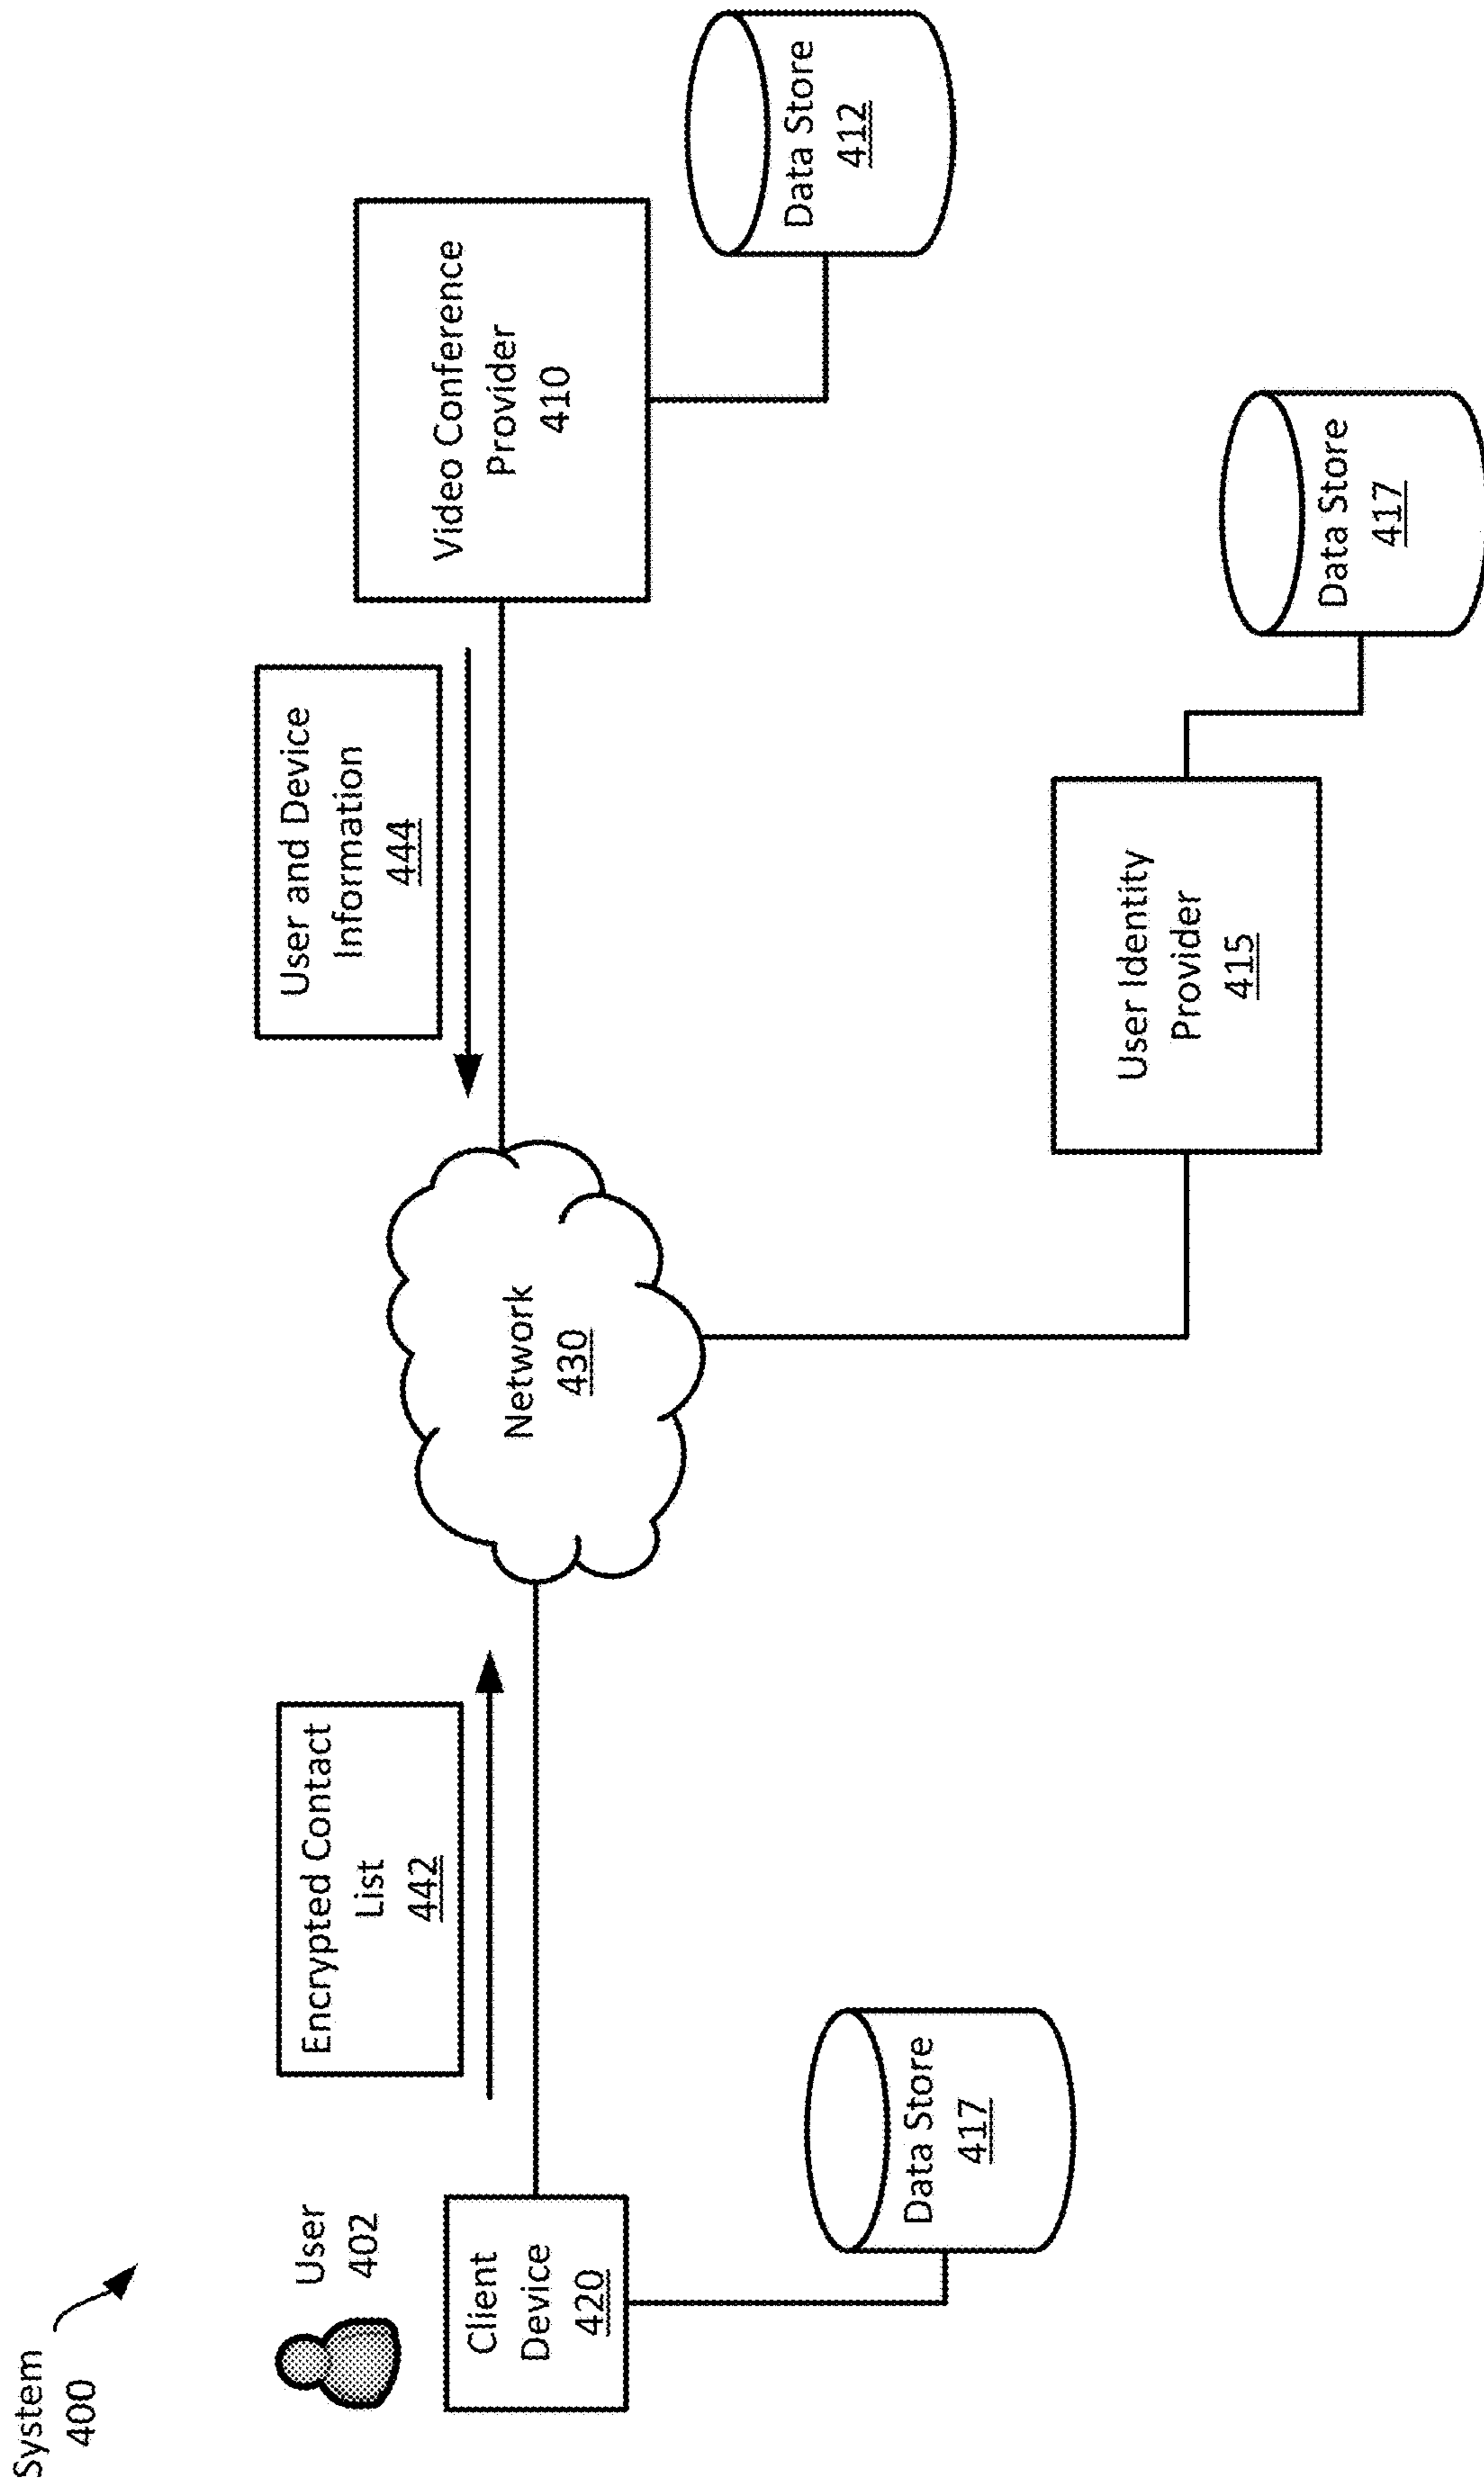 System
400
User
402
Client
Device
420
Data Store
417
Encrypted Contact
List
442
Network
430
User and Device
Information
444
Video Conference
Provider
410
Data Store
412
User Identity
Provider
415
Data Store
417